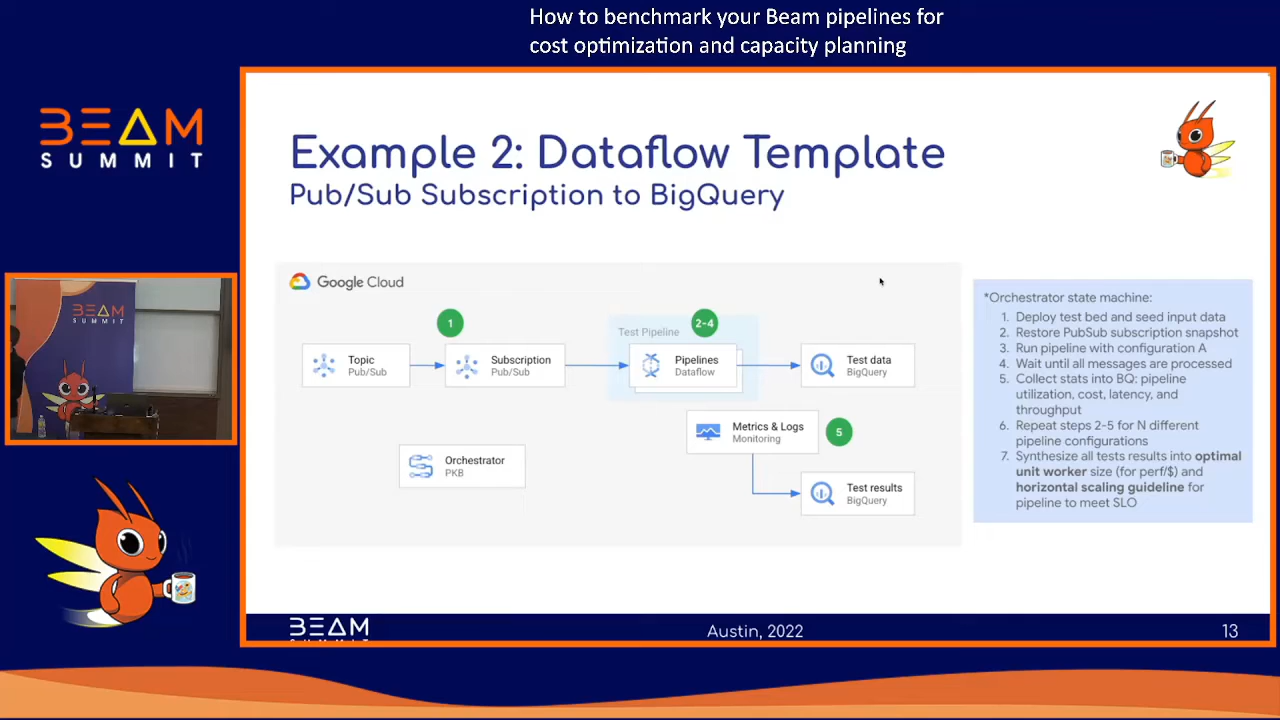 How to benchmark your Beam pipelines for
cost optimization and capacity planning
BEAM
SUMMIT
Example 2: Dataflow Template
Pub/Sub Subscription to BigQuery
Google Cloud
1
2-4
Test Pipeline
Topic
Pub/Sub
Subscription
Pub/Sub
Pipelines
Dataflow
Test data
BigQuery
Metrics & Logs
Monitoring
5
Orchestrator
PKB
Test results
BigQuery
*Orchestrator state machine:
1. Deploy test bed and seed input data
2. Restore PubSub subscription snapshot
3. Run pipeline with configuration A
4. Wait until all messages are processed
5. Collect stats into BQ: pipeline
utilization, cost, latency, and
throughput
6. Repeat steps 2-5 for N different
pipeline configurations
7. Synthesize all tests results into optimal
unit worker size (for perf/$) and
horizontal scaling guideline for
pipeline to meet SLO
BEAM
SUMMIT
BEAM
Austin, 2022
13